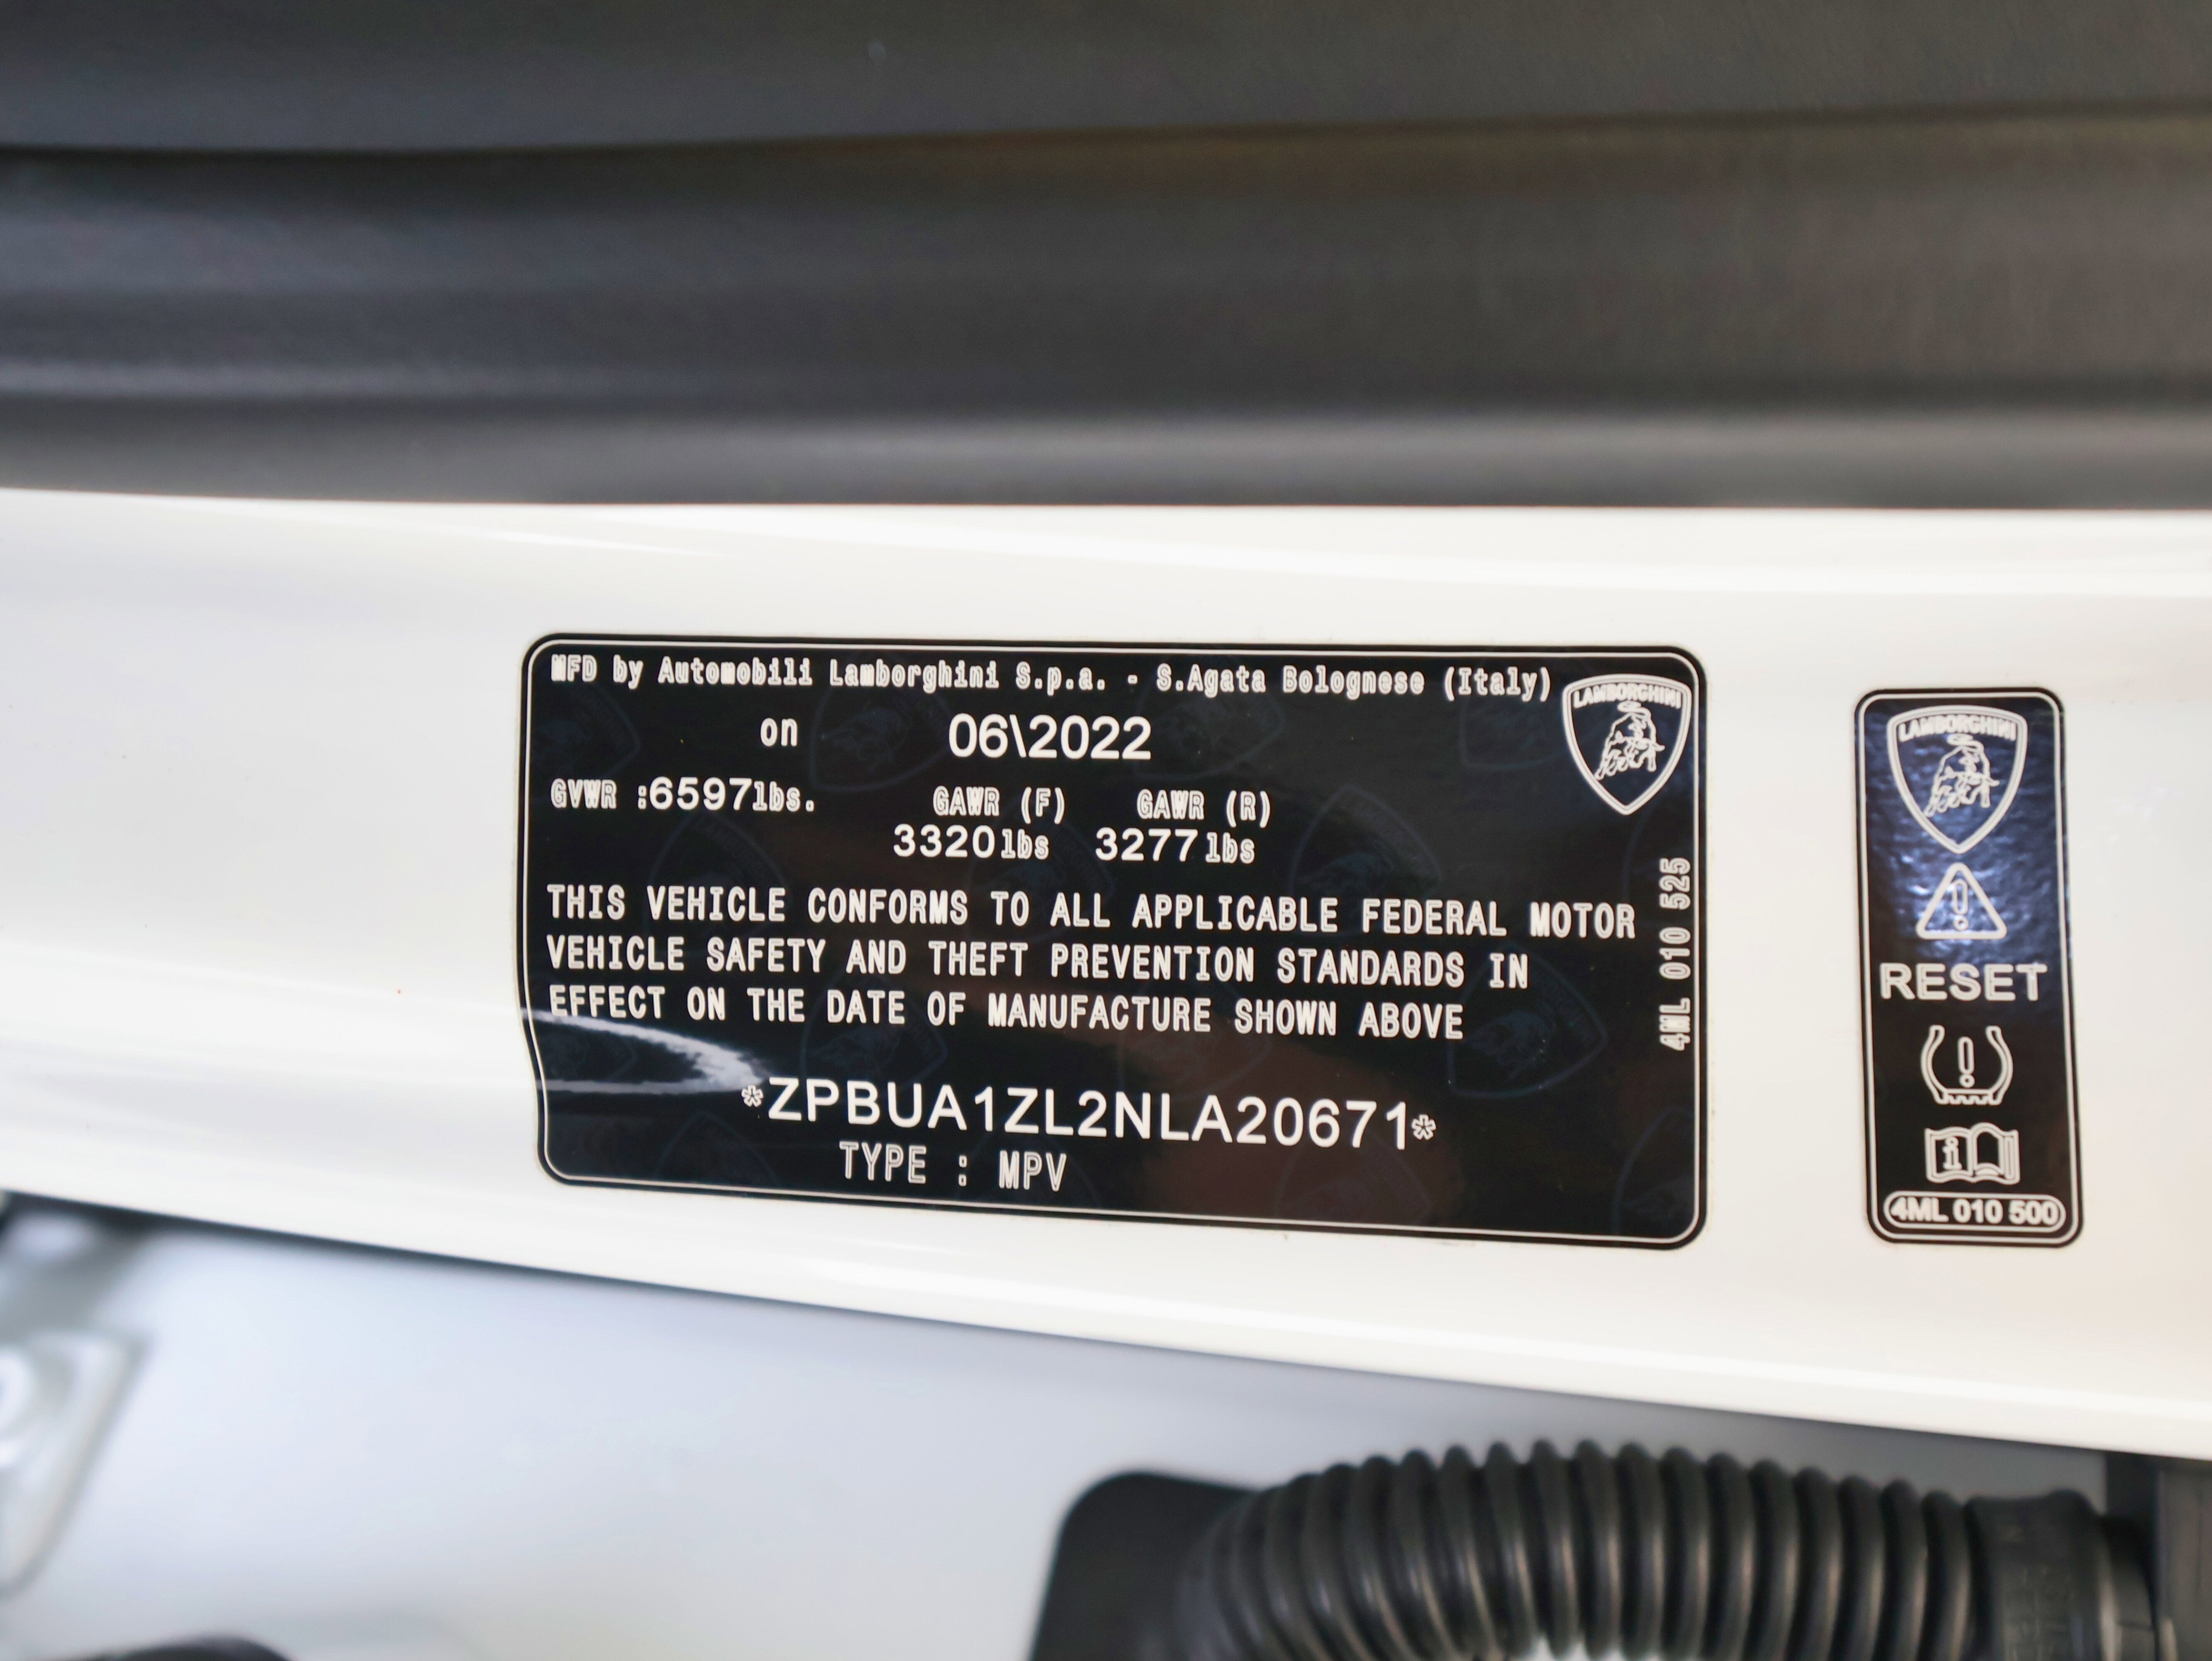 MFD by Automobili Lamborghini S.p.a. - S.Agata Bolognese (Italy)
on 06\2022
GVWR :6597lbs. GAWR (F) GAWR (R)
3320lbs 3277lbs
THIS VEHICLE CONFORMS TO ALL APPLICABLE FEDERAL MOTOR
VEHICLE SAFETY AND THEFT PREVENTION STANDARDS IN
EFFECT ON THE DATE OF MANUFACTURE SHOWN ABOVE
*ZPBUA1ZL2NLA20671*
TYPE : MPV
LAMBORGHINI
4ML 010 525
LAMBORGHINI
RESET
i
4ML 010 500